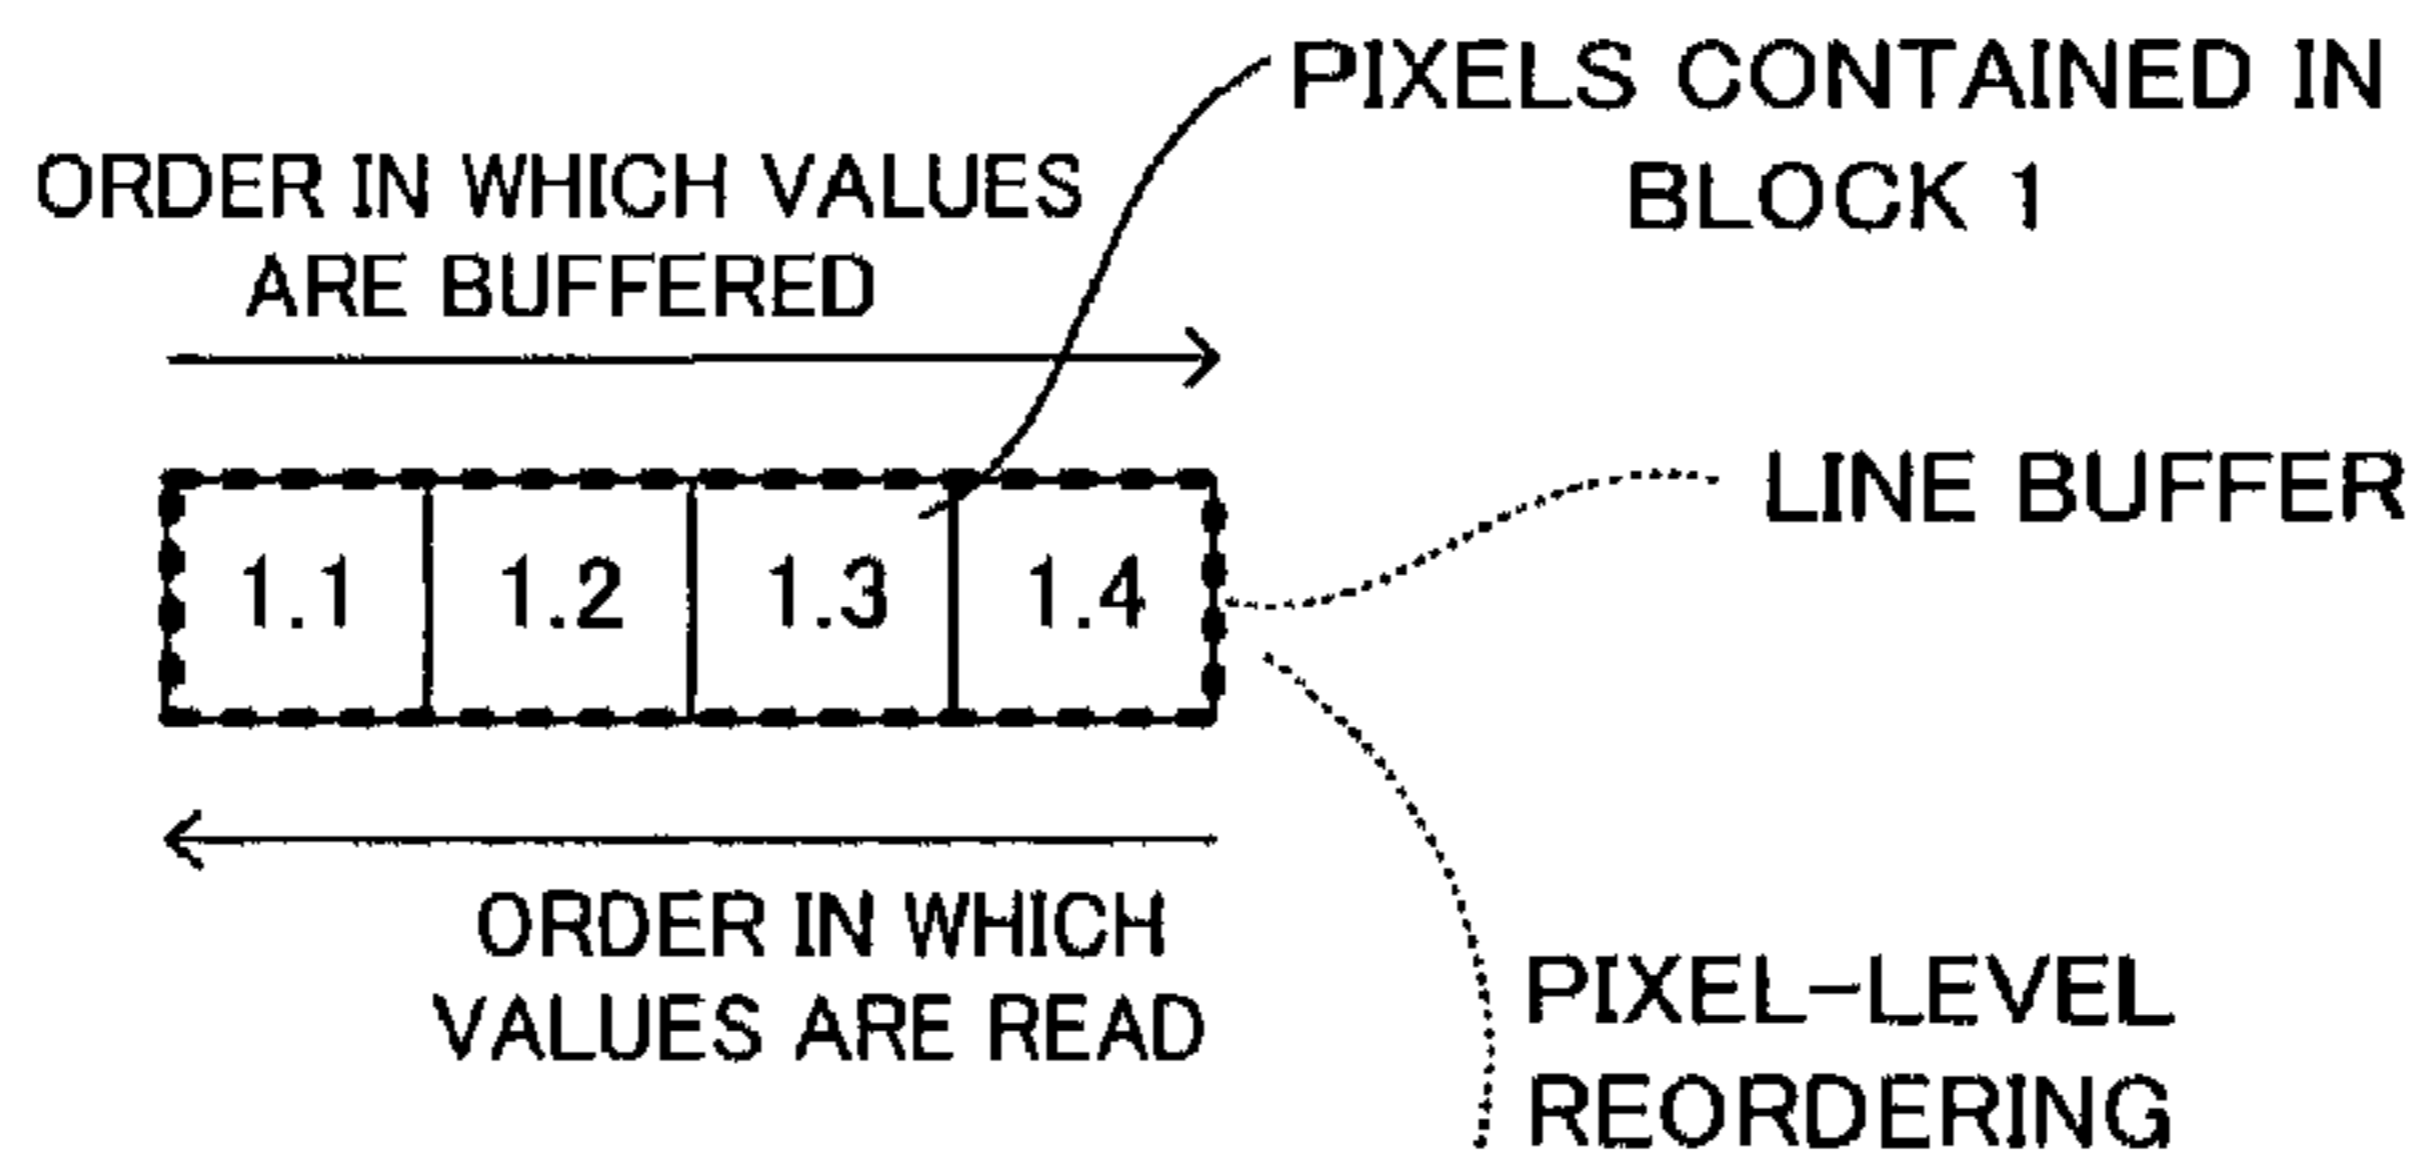 PIXELS CONTAINED IN
BLOCK 1
ORDER IN WHICH VALUES
ARE BUFFERED
LINE BUFFER
1.1 1.2 1.3 1.4
ORDER IN WHICH
VALUES ARE READ
PIXEL-LEVEL
REORDERING